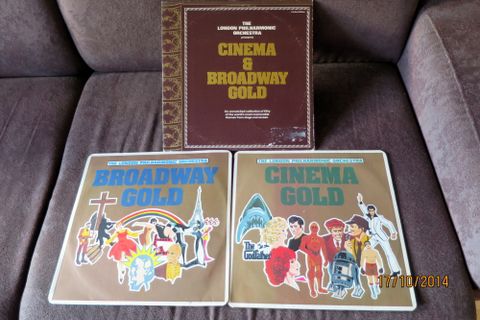 THE
LONDON PHILHARMONIC
ORCHESTRA
CINEMA
&
BROADWAY
GOLD
THE LONDON PHILHARMONIC ORCHESTRA
BROADWAY
GOLD
THE LONDON PHILHARMONIC ORCHESTRA
CINEMA
GOLD
The
Godfather
17/10/2014